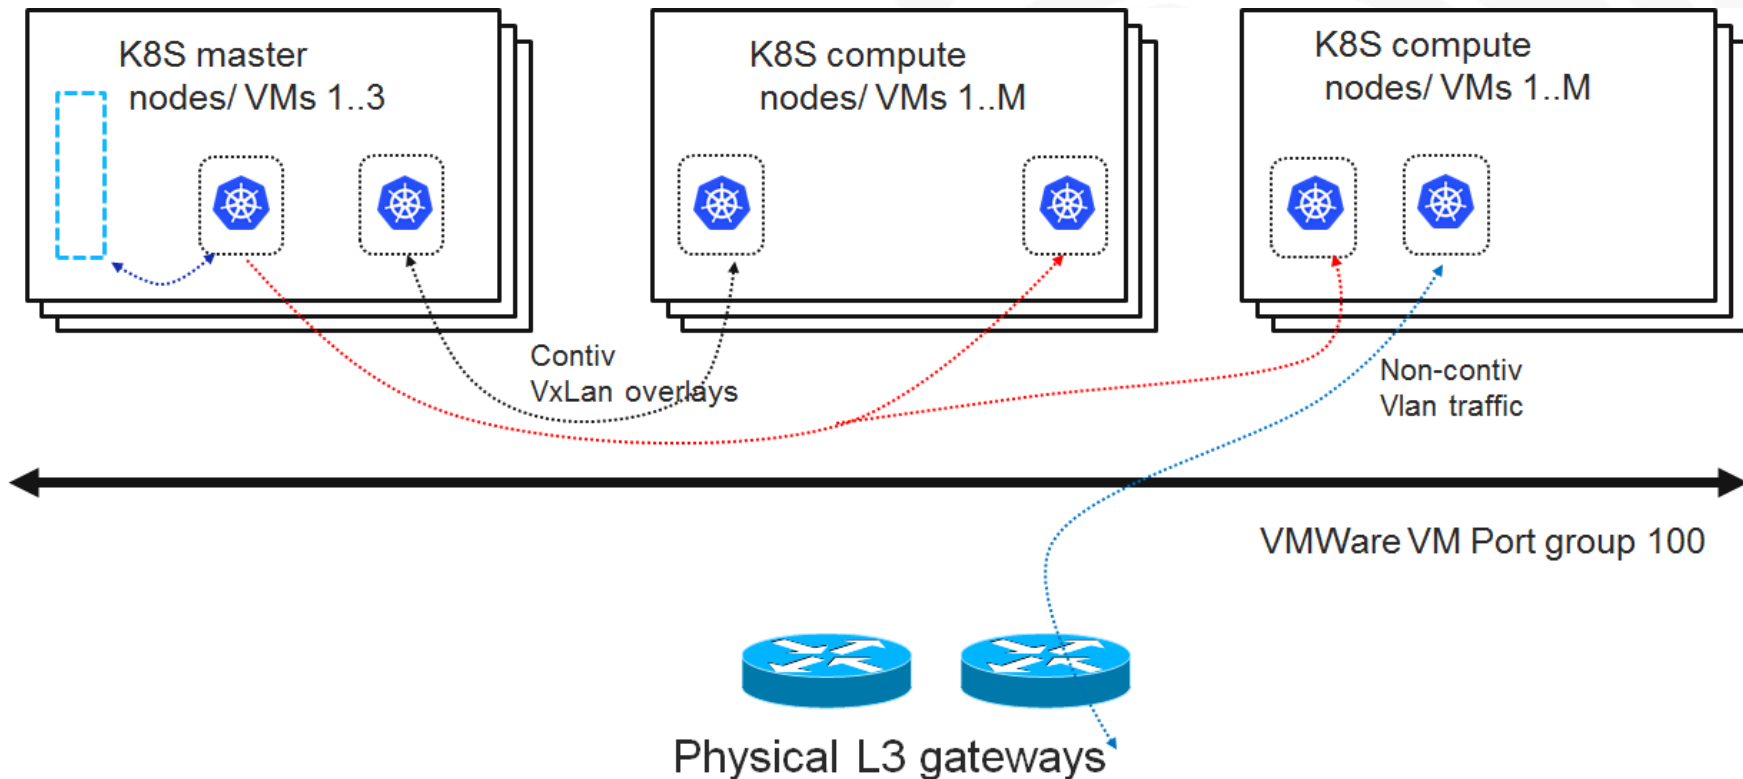 K8S master
nodes/ VMs 1..3
K8S compute
nodes/ VMs 1..M
K8S compute
nodes/ VMs 1..M
Contiv
VxLan overlays
Non-contiv
Vlan traffic
VMWare VM Port group 100
Physical L3 gateways